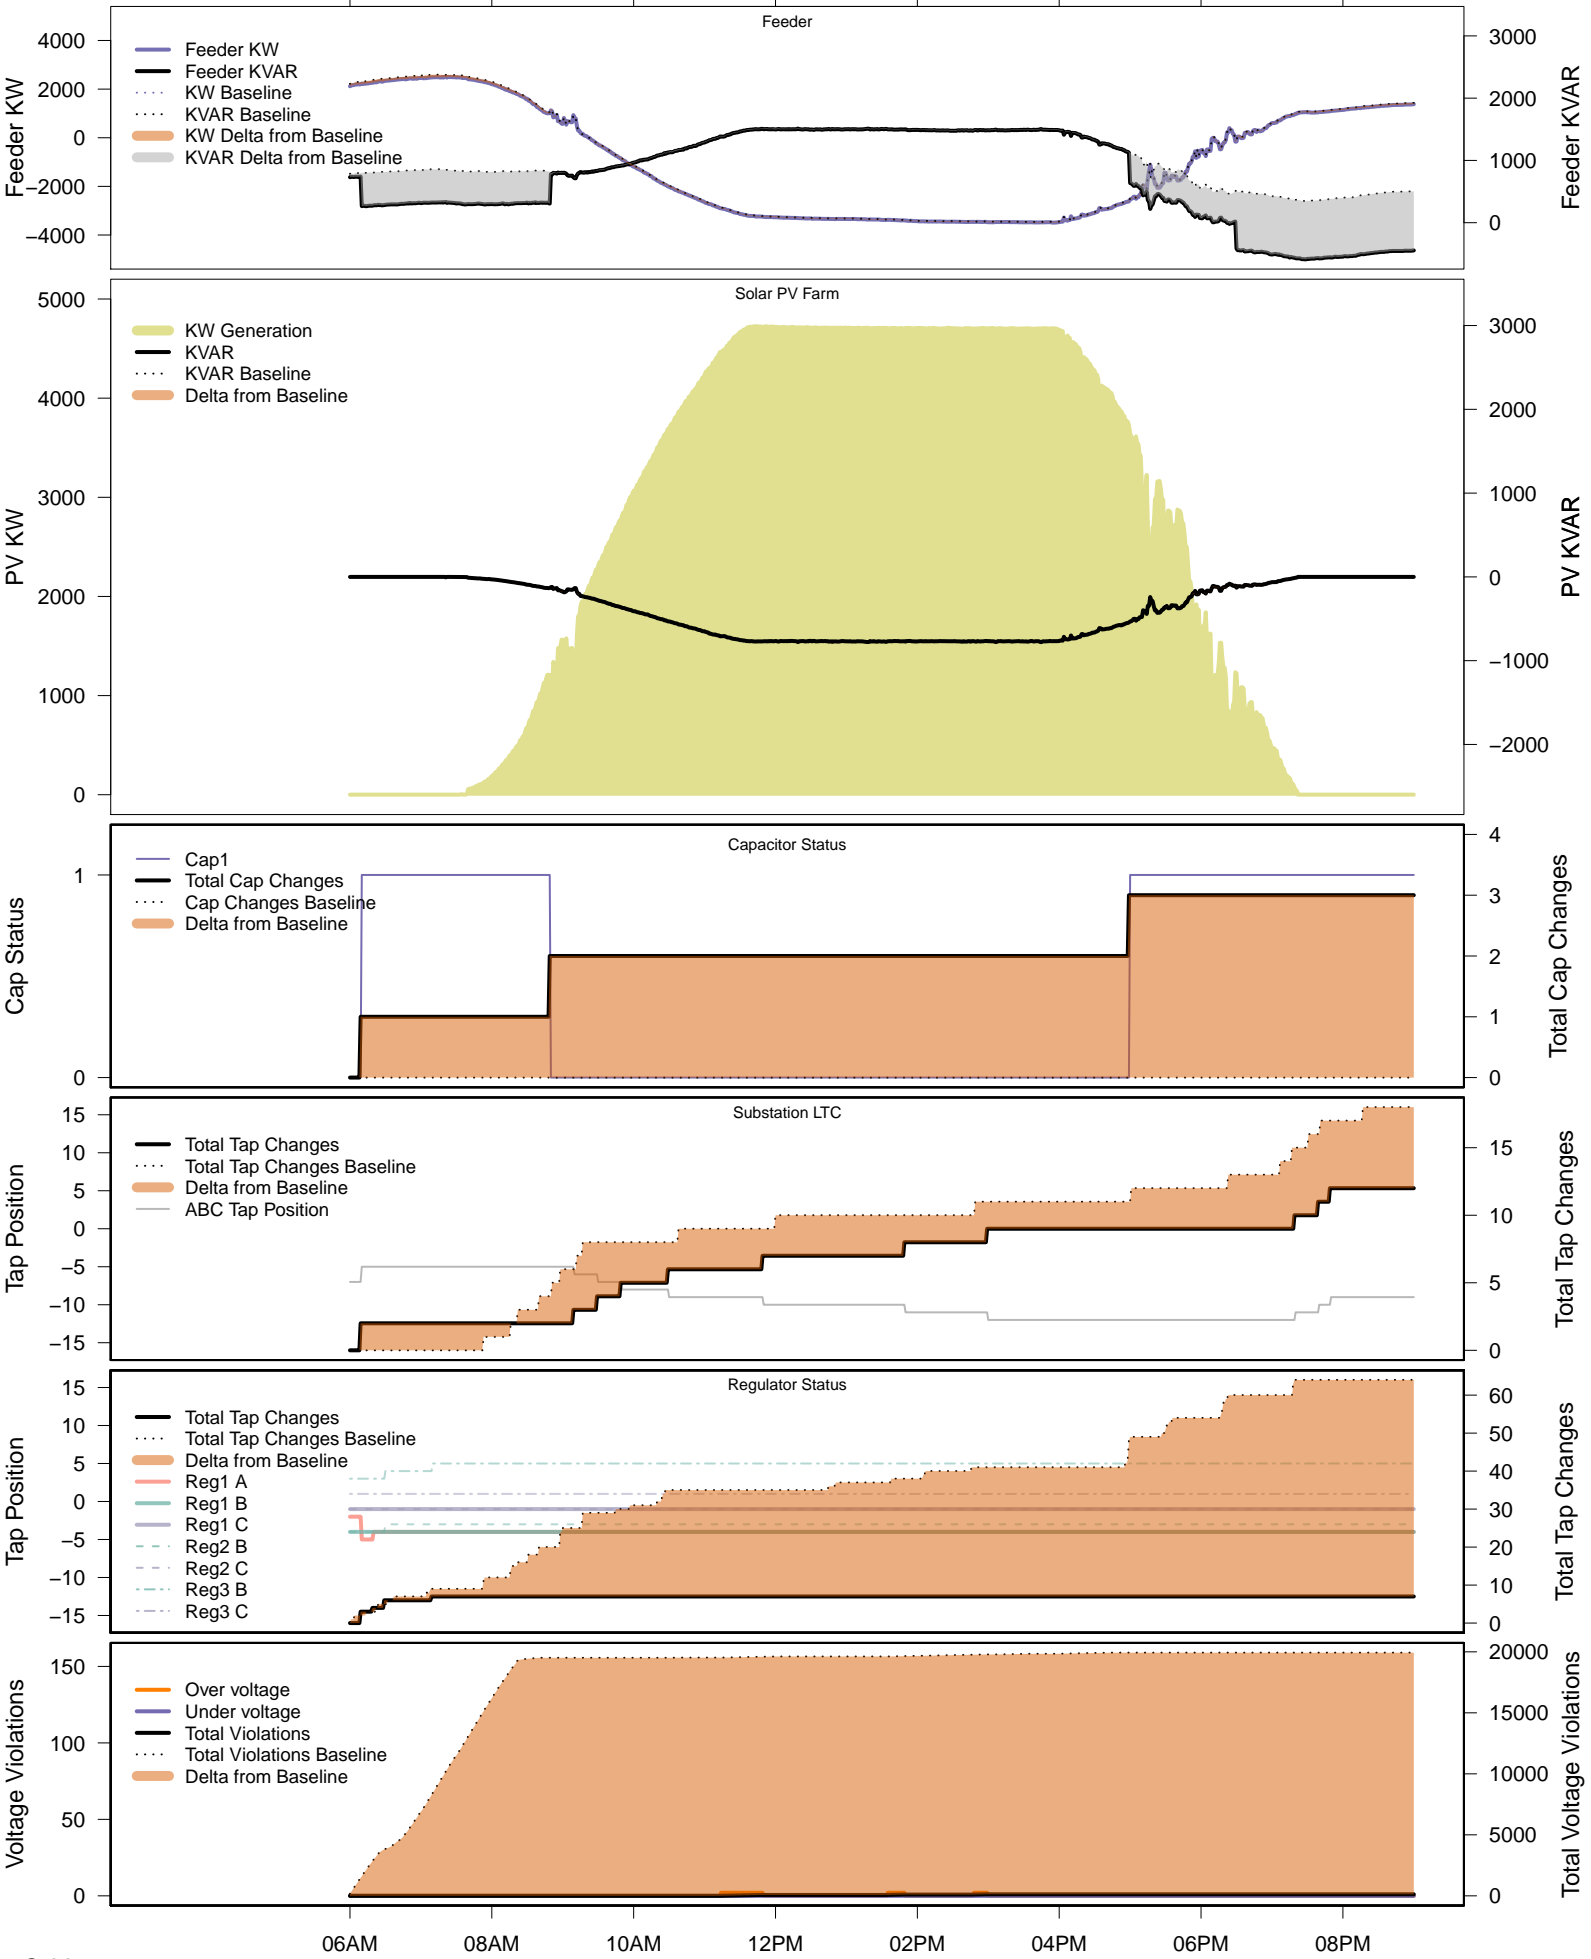 Feeder
4000
2000
0
−2000
−4000
Feeder KW
Feeder KW
Feeder KVAR
KW Baseline
KVAR Baseline
KW Delta from Baseline
KVAR Delta from Baseline
3000
2000
1000
0
Feeder KVAR
Solar PV Farm
5000
4000
3000
2000
1000
0
PV KW
KW Generation
KVAR
KVAR Baseline
Delta from Baseline
3000
2000
1000
0
−1000
−2000
PV KVAR
Capacitor Status
1
0
Cap Status
Cap1
Total Cap Changes
Cap Changes Baseline
Delta from Baseline
4
3
2
1
0
Total Cap Changes
Substation LTC
15
10
5
0
−5
−10
−15
Tap Position
Total Tap Changes
Total Tap Changes Baseline
Delta from Baseline
ABC Tap Position
15
10
5
0
Total Tap Changes
Regulator Status
15
10
5
0
−5
−10
−15
Tap Position
Total Tap Changes
Total Tap Changes Baseline
Delta from Baseline
Reg1 A
Reg1 B
Reg1 C
Reg2 B
Reg2 C
Reg3 B
Reg3 C
60
50
40
30
20
10
0
Total Tap Changes
150
100
50
0
Voltage Violations
Over voltage
Under voltage
Total Violations
Total Violations Baseline
Delta from Baseline
20000
15000
10000
5000
0
Total Voltage Violations
06AM 08AM 10AM 12PM 02PM 04PM 06PM 08PM